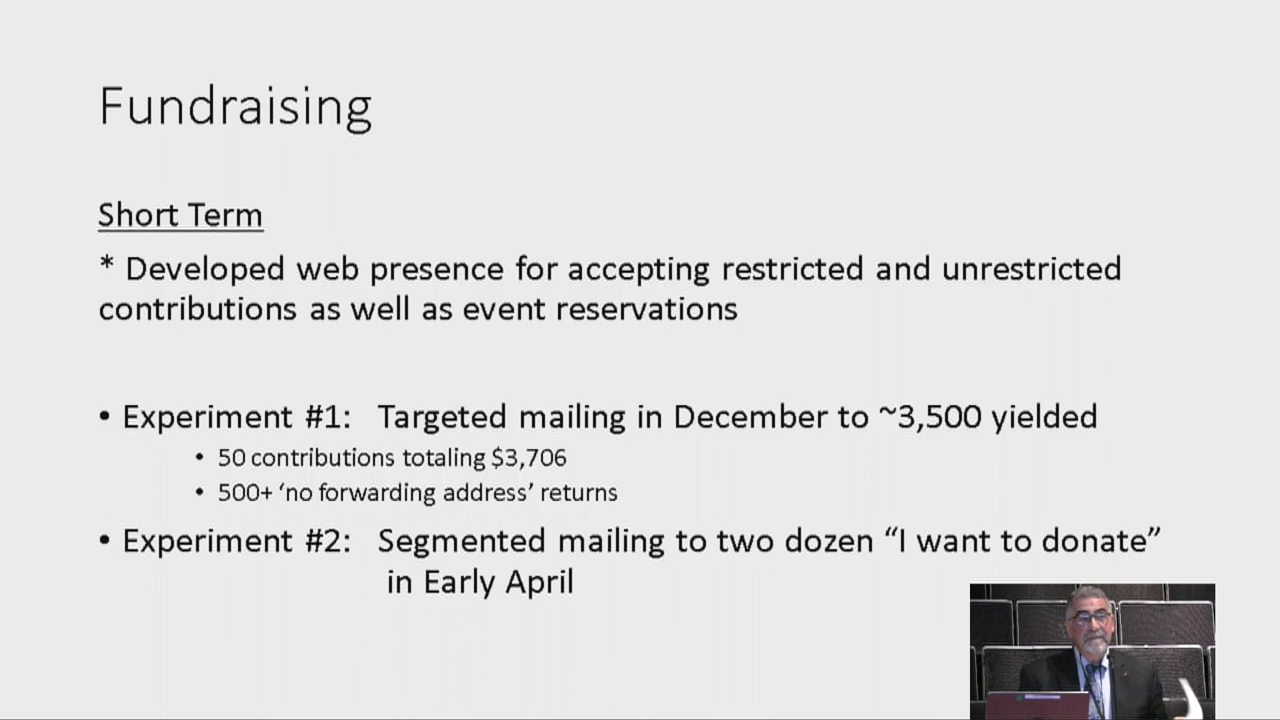 Fundraising
Short Term
* Developed web presence for accepting restricted and unrestricted
contributions as well as event reservations
• Experiment #1: Targeted mailing in December to ~3,500 yielded
• 50 contributions totaling $3,706
• 500+ ‘no forwarding address’ returns
• Experiment #2: Segmented mailing to two dozen “I want to donate”
in Early April